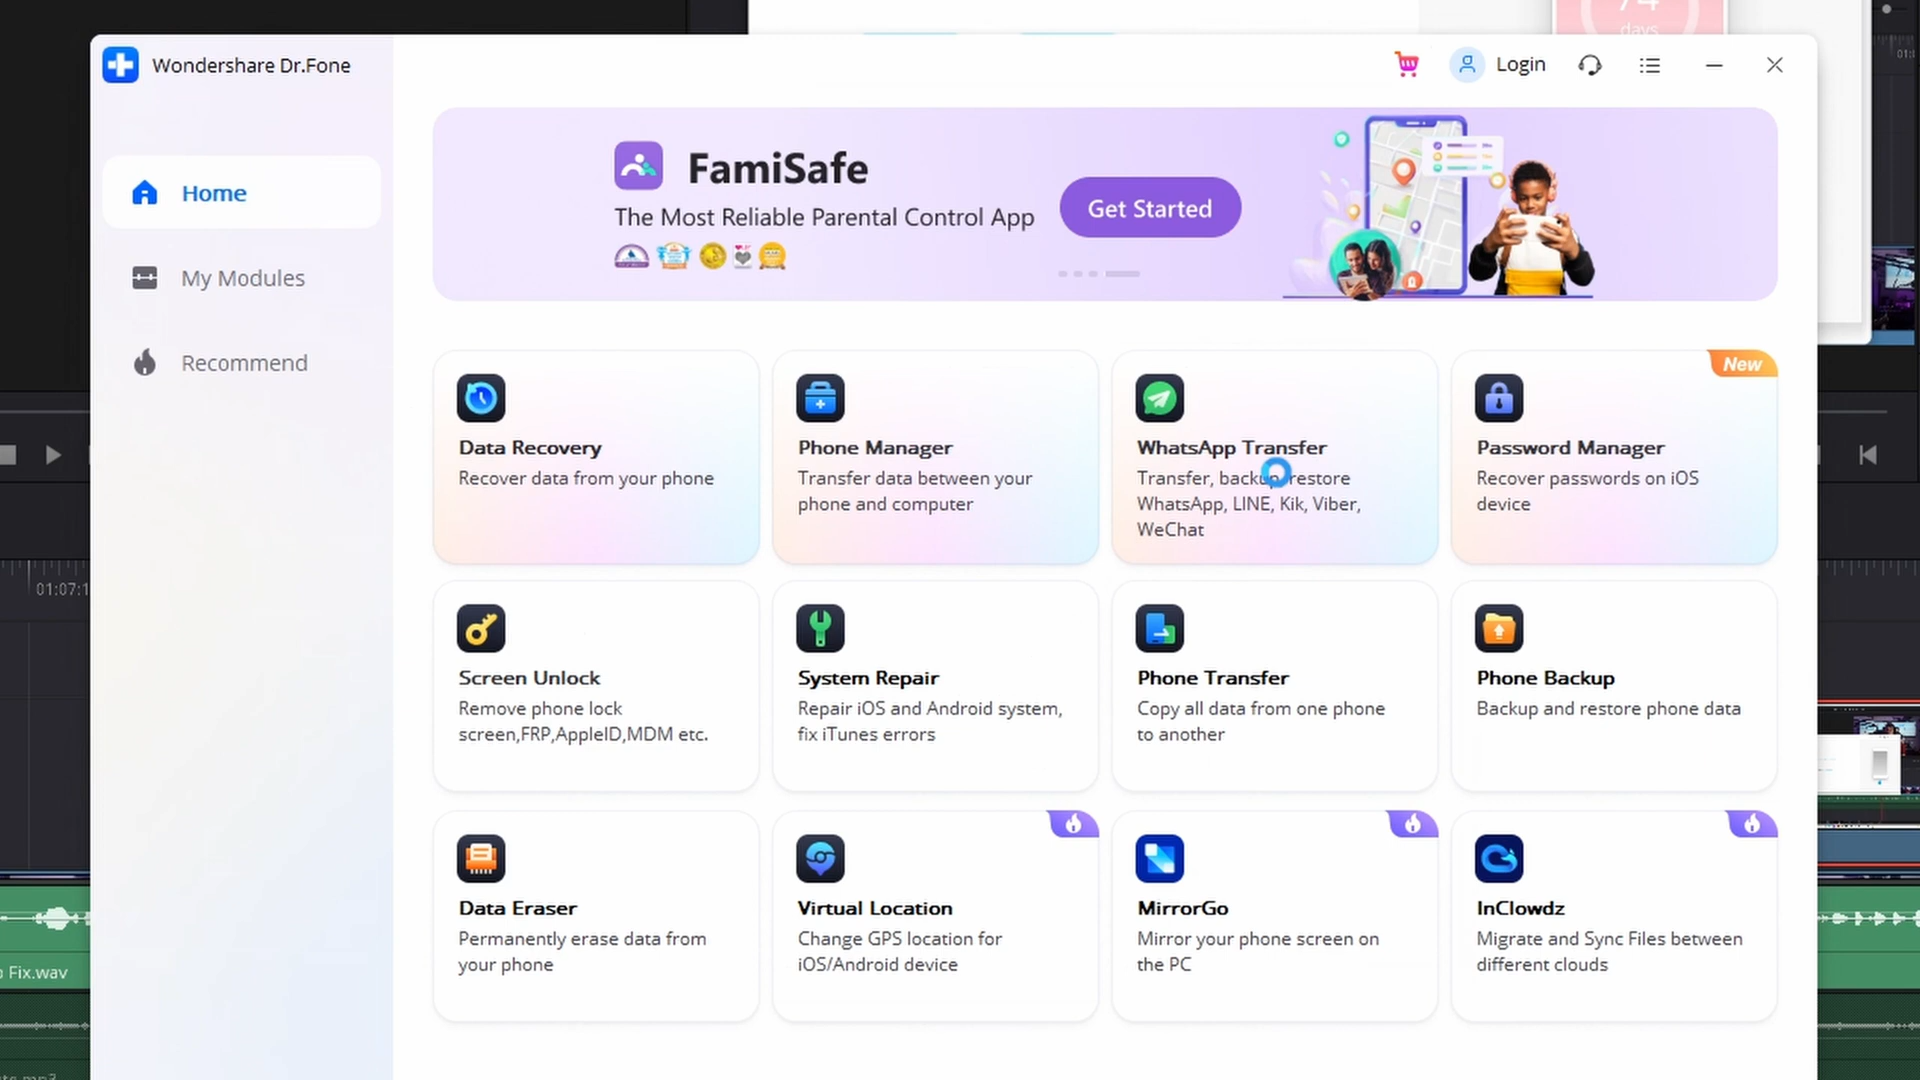 74
days
Wondershare Dr.Fone
Login
Home
My Modules
Recommend
FamiSafe
The Most Reliable Parental Control App
Get Started
New
Data Recovery
Recover data from your phone
Phone Manager
Transfer data between your
phone and computer
WhatsApp Transfer
Transfer, backup, restore
WhatsApp, LINE, Kik, Viber,
WeChat
Password Manager
Recover passwords on iOS
device
Screen Unlock
Remove phone lock
screen,FRP,AppleID,MDM etc.
System Repair
Repair iOS and Android system,
fix iTunes errors
Phone Transfer
Copy all data from one phone
to another
Phone Backup
Backup and restore phone data
Data Eraser
Permanently erase data from
your phone
Virtual Location
Change GPS location for
iOS/Android device
MirrorGo
Mirror your phone screen on
the PC
InClowdz
Migrate and Sync Files between
different clouds
01:07:1
Fix.wav